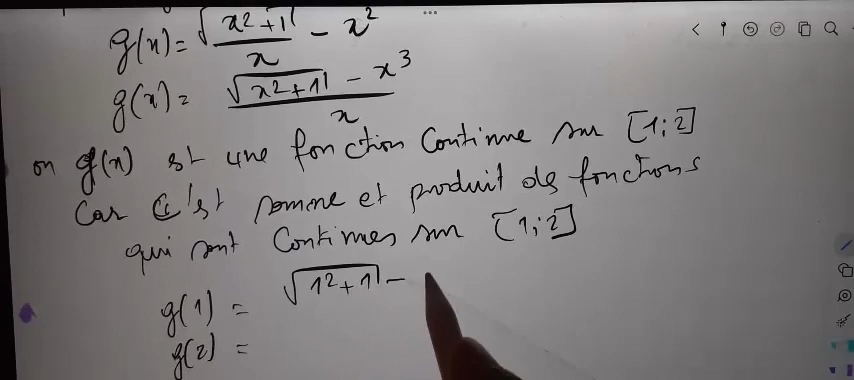 g(x) = √(x²+1)/x - x²
g(x) = (√(x²+1) - x³)/x
on g(x) est une fonction continue sur [1;2]
Car c'est somme et produit de fonctions
qui sont continues sur [1;2]
g(1) = √(1²+1) -
g(2) =